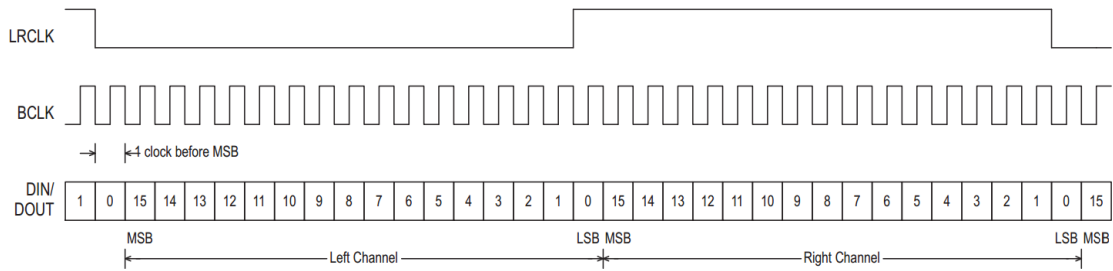 LRCLK
BCLK
1 clock before MSB
DIN/
DOUT
1 0 15 14 13 12 11 10 9 8 7 6 5 4 3 2 1 0 15 14 13 12 11 10 9 8 7 6 5 4 3 2 1 0 15
MSB LSB MSB LSB MSB
Left Channel Right Channel